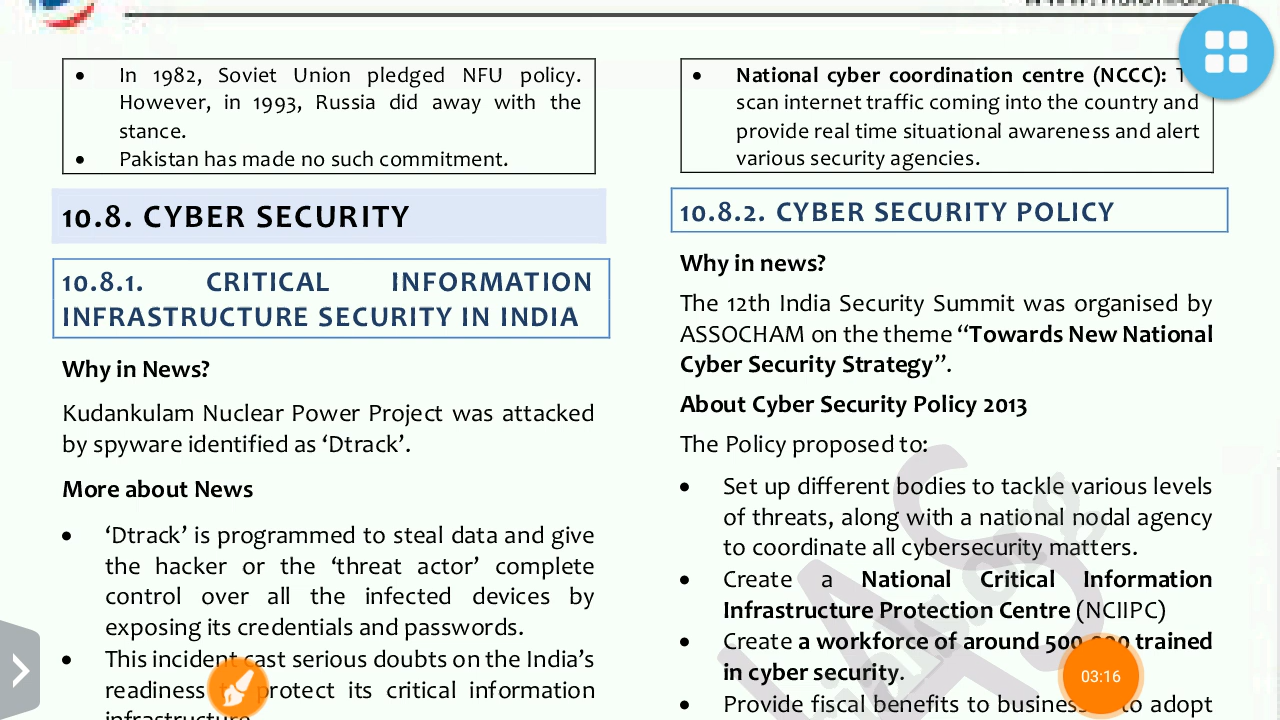 In 1982, Soviet Union pledged NFU policy.
However, in 1993, Russia did away with the
stance.
Pakistan has made no such commitment.
10.8. CYBER SECURITY
10.8.1. CRITICAL INFORMATION
INFRASTRUCTURE SECURITY IN INDIA
Why in News?
Kudankulam Nuclear Power Project was attacked
by spyware identified as ‘Dtrack’.
More about News
‘Dtrack’ is programmed to steal data and give
the hacker or the ‘threat actor’ complete
control over all the infected devices by
exposing its credentials and passwords.
This incident cast serious doubts on the India’s
readiness protect its critical information
infrastructure
National cyber coordination centre (NCCC):
scan internet traffic coming into the country and
provide real time situational awareness and alert
various security agencies.
10.8.2. CYBER SECURITY POLICY
Why in news?
The 12th India Security Summit was organised by
ASSOCHAM on the theme “Towards New National
Cyber Security Strategy”.
About Cyber Security Policy 2013
The Policy proposed to:
Set up different bodies to tackle various levels
of threats, along with a national nodal agency
to coordinate all cybersecurity matters.
Create a National Critical Information
Infrastructure Protection Centre (NCIIPC)
Create a workforce of around 500,000 trained
in cyber security.
Provide fiscal benefits to business to adopt
03:16